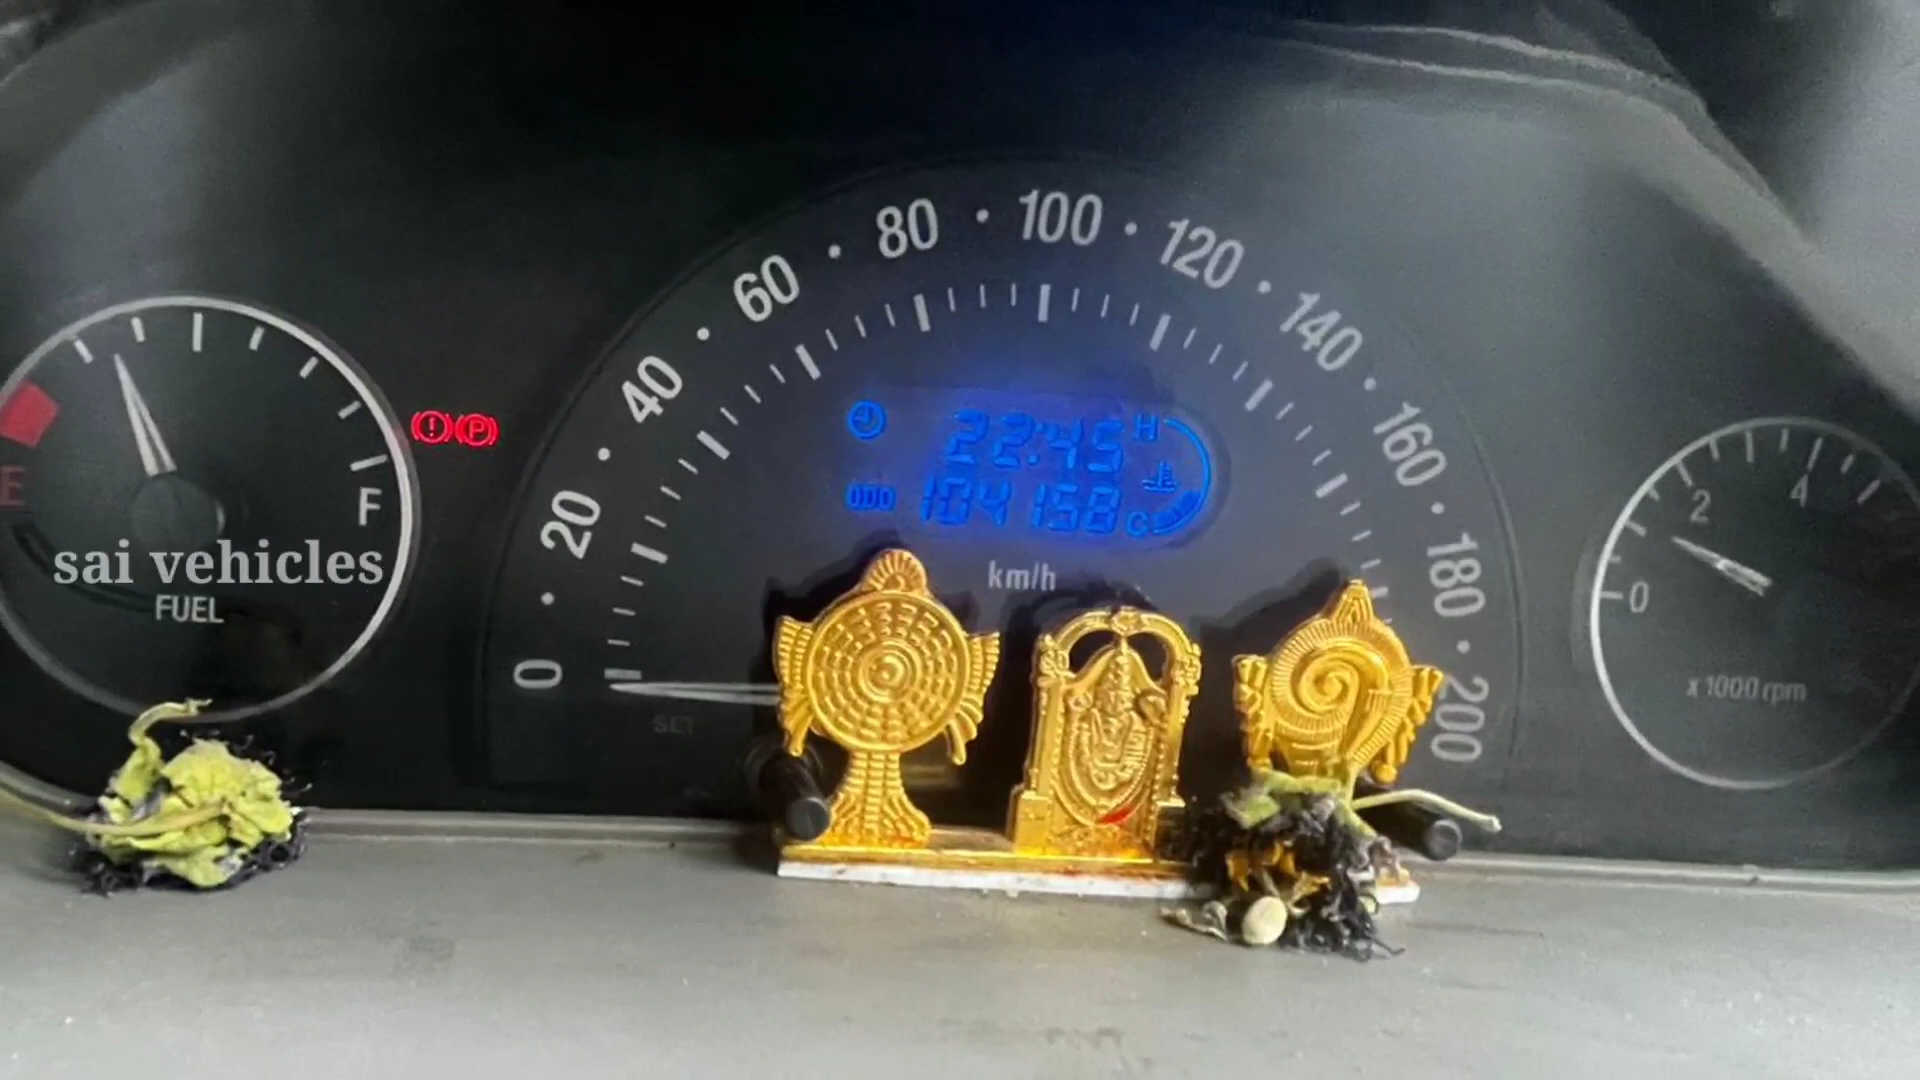 80 100
60 120
40 140
20 160
0 180
200
22:45 H
ODO 104158 C
km/h
SET
E F
sai vehicles
FUEL
(!) (P)
0 2 4
x 1000 rpm